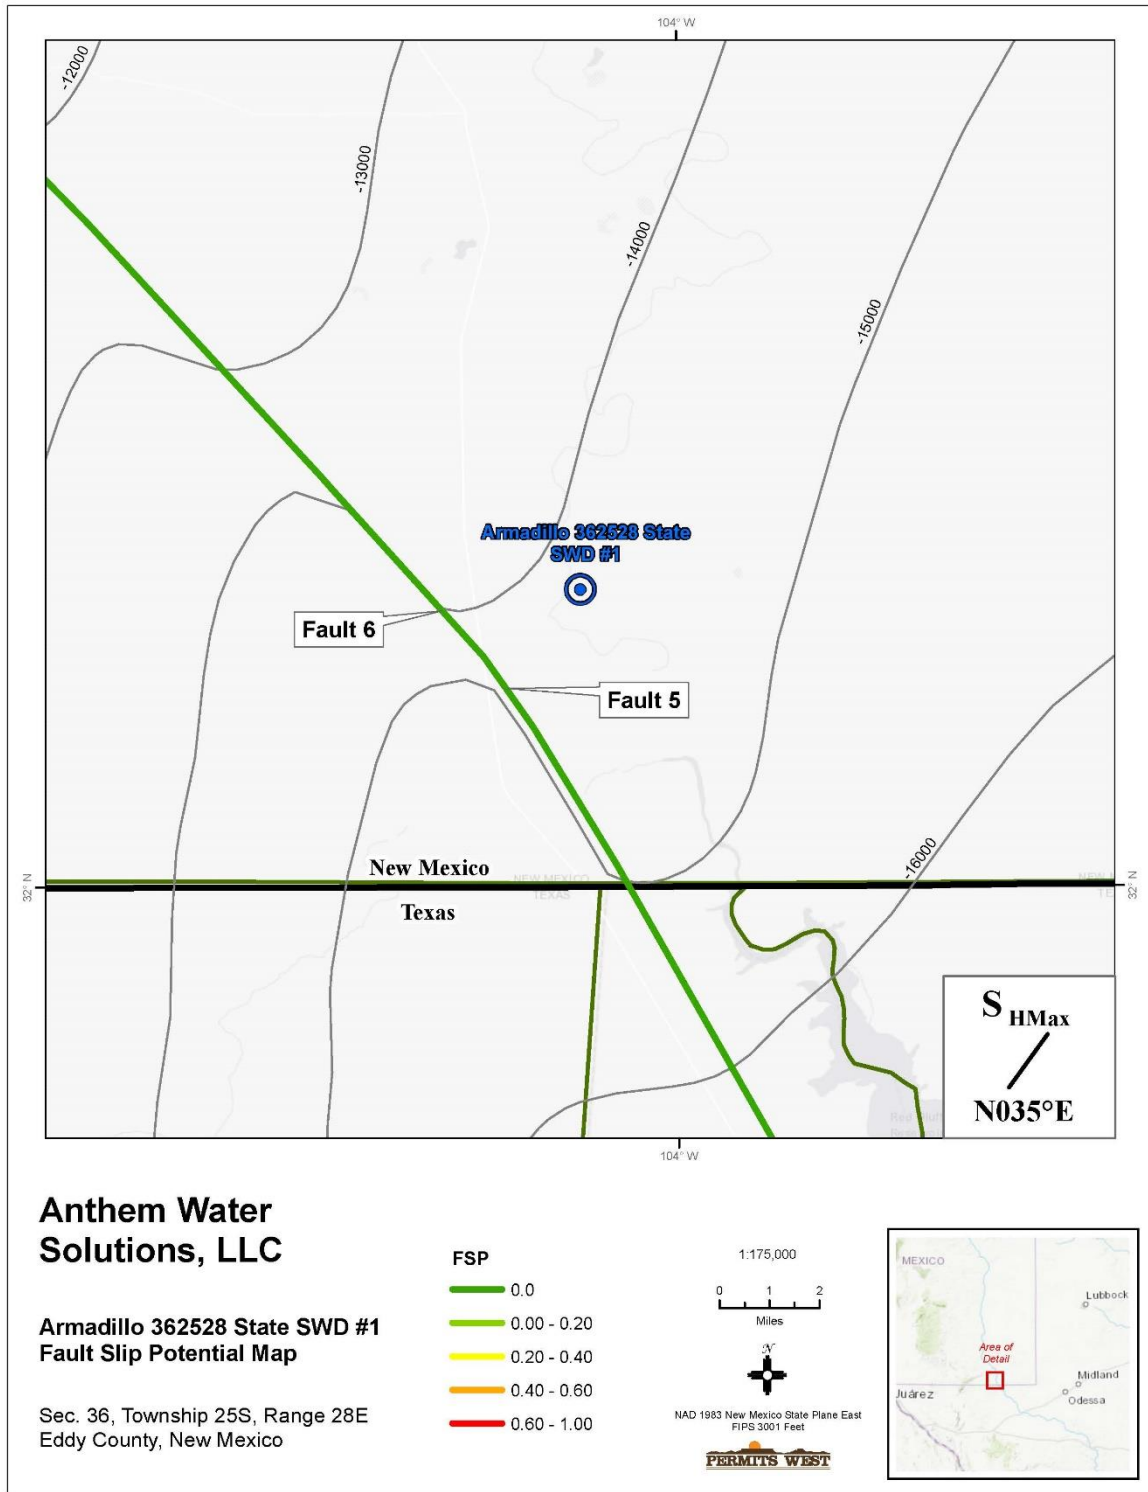 104° W
-12000
-13000
-14000
-15000
Armadillo 362528 State
SWD #1
Fault 6
Fault 5
New Mexico
NEW MEXICO
TEXAS
Texas
-16000
32° N
32° N
S HMax
N035°E
104° W
Anthem Water
Solutions, LLC
Armadillo 362528 State SWD #1
Fault Slip Potential Map
Sec. 36, Township 25S, Range 28E
Eddy County, New Mexico
FSP
0.0
0.00 - 0.20
0.20 - 0.40
0.40 - 0.60
0.60 - 1.00
1:175,000
0 1 2
Miles
N
NAD 1983 New Mexico State Plane East
FIPS 3001 Feet
PERMITS WEST
MEXICO
Lubbock
Area of
Detail
Midland
Odessa
Juárez